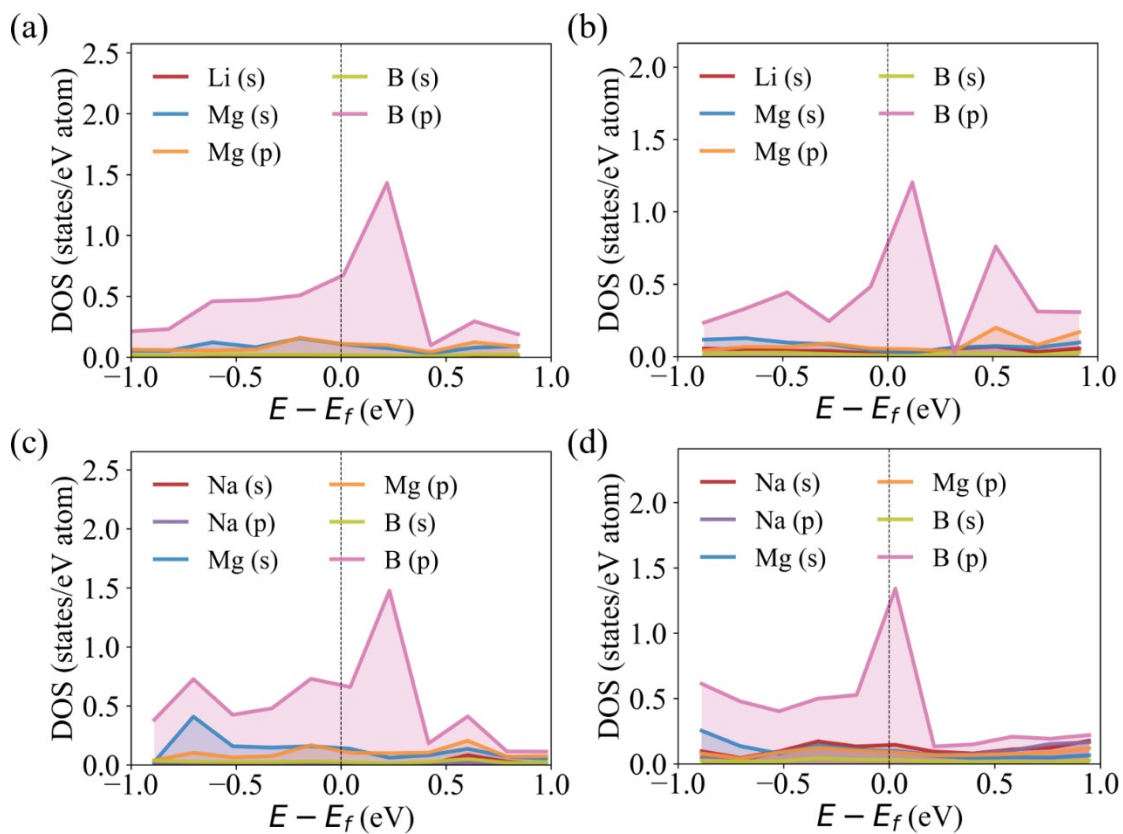 (a)
DOS (states/eV atom)
2.5
2.0
1.5
1.0
0.5
0.0
Li (s)
Mg (s)
Mg (p)
B (s)
B (p)
−1.0 −0.5 0.0 0.5 1.0
E − E_f (eV)
(b)
DOS (states/eV atom)
2.0
1.5
1.0
0.5
0.0
Li (s)
Mg (s)
Mg (p)
B (s)
B (p)
−1.0 −0.5 0.0 0.5 1.0
E − E_f (eV)
(c)
DOS (states/eV atom)
2.5
2.0
1.5
1.0
0.5
0.0
Na (s)
Na (p)
Mg (s)
Mg (p)
B (s)
B (p)
−1.0 −0.5 0.0 0.5 1.0
E − E_f (eV)
(d)
DOS (states/eV atom)
2.0
1.5
1.0
0.5
0.0
Na (s)
Na (p)
Mg (s)
Mg (p)
B (s)
B (p)
−1.0 −0.5 0.0 0.5 1.0
E − E_f (eV)